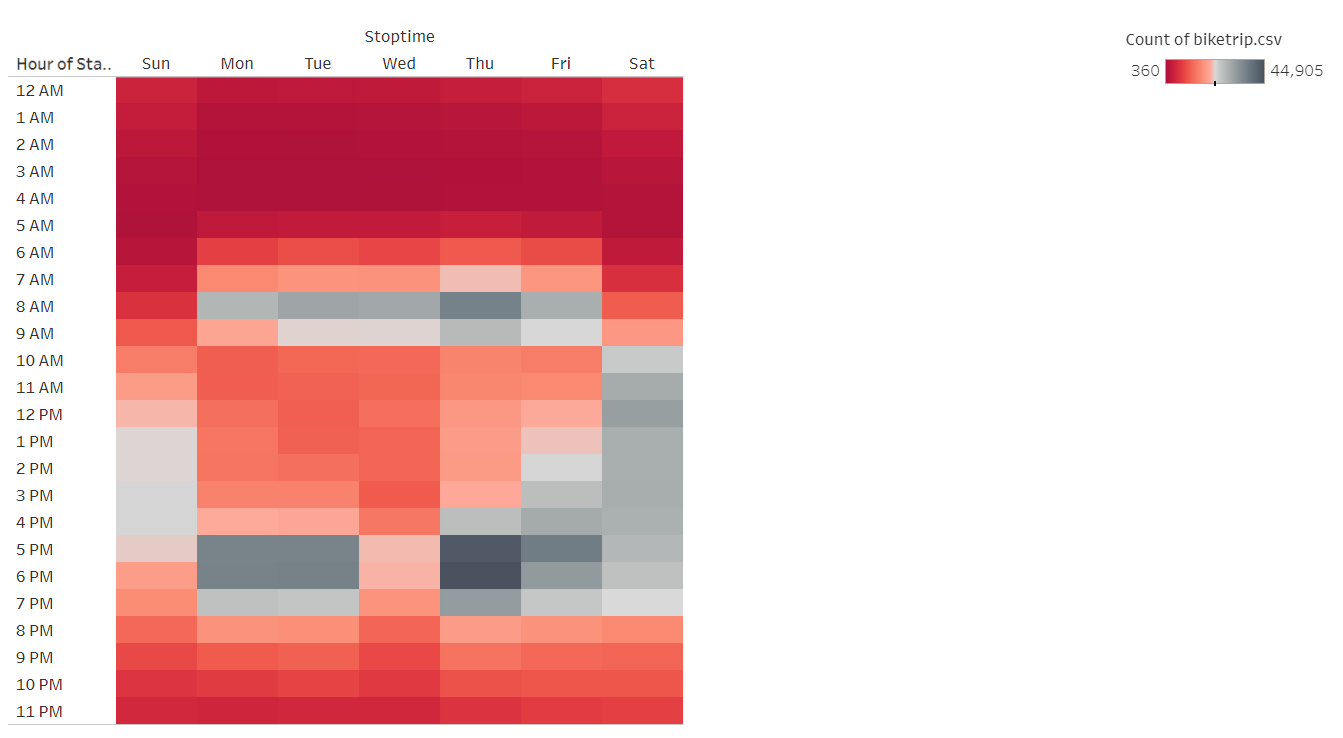 Stoptime
Hour of Sta.. Sun Mon Tue Wed Thu Fri Sat
12 AM
1 AM
2 AM
3 AM
4 AM
5 AM
6 AM
7 AM
8 AM
9 AM
10 AM
11 AM
12 PM
1 PM
2 PM
3 PM
4 PM
5 PM
6 PM
7 PM
8 PM
9 PM
10 PM
11 PM
Count of biketrip.csv
360 44,905